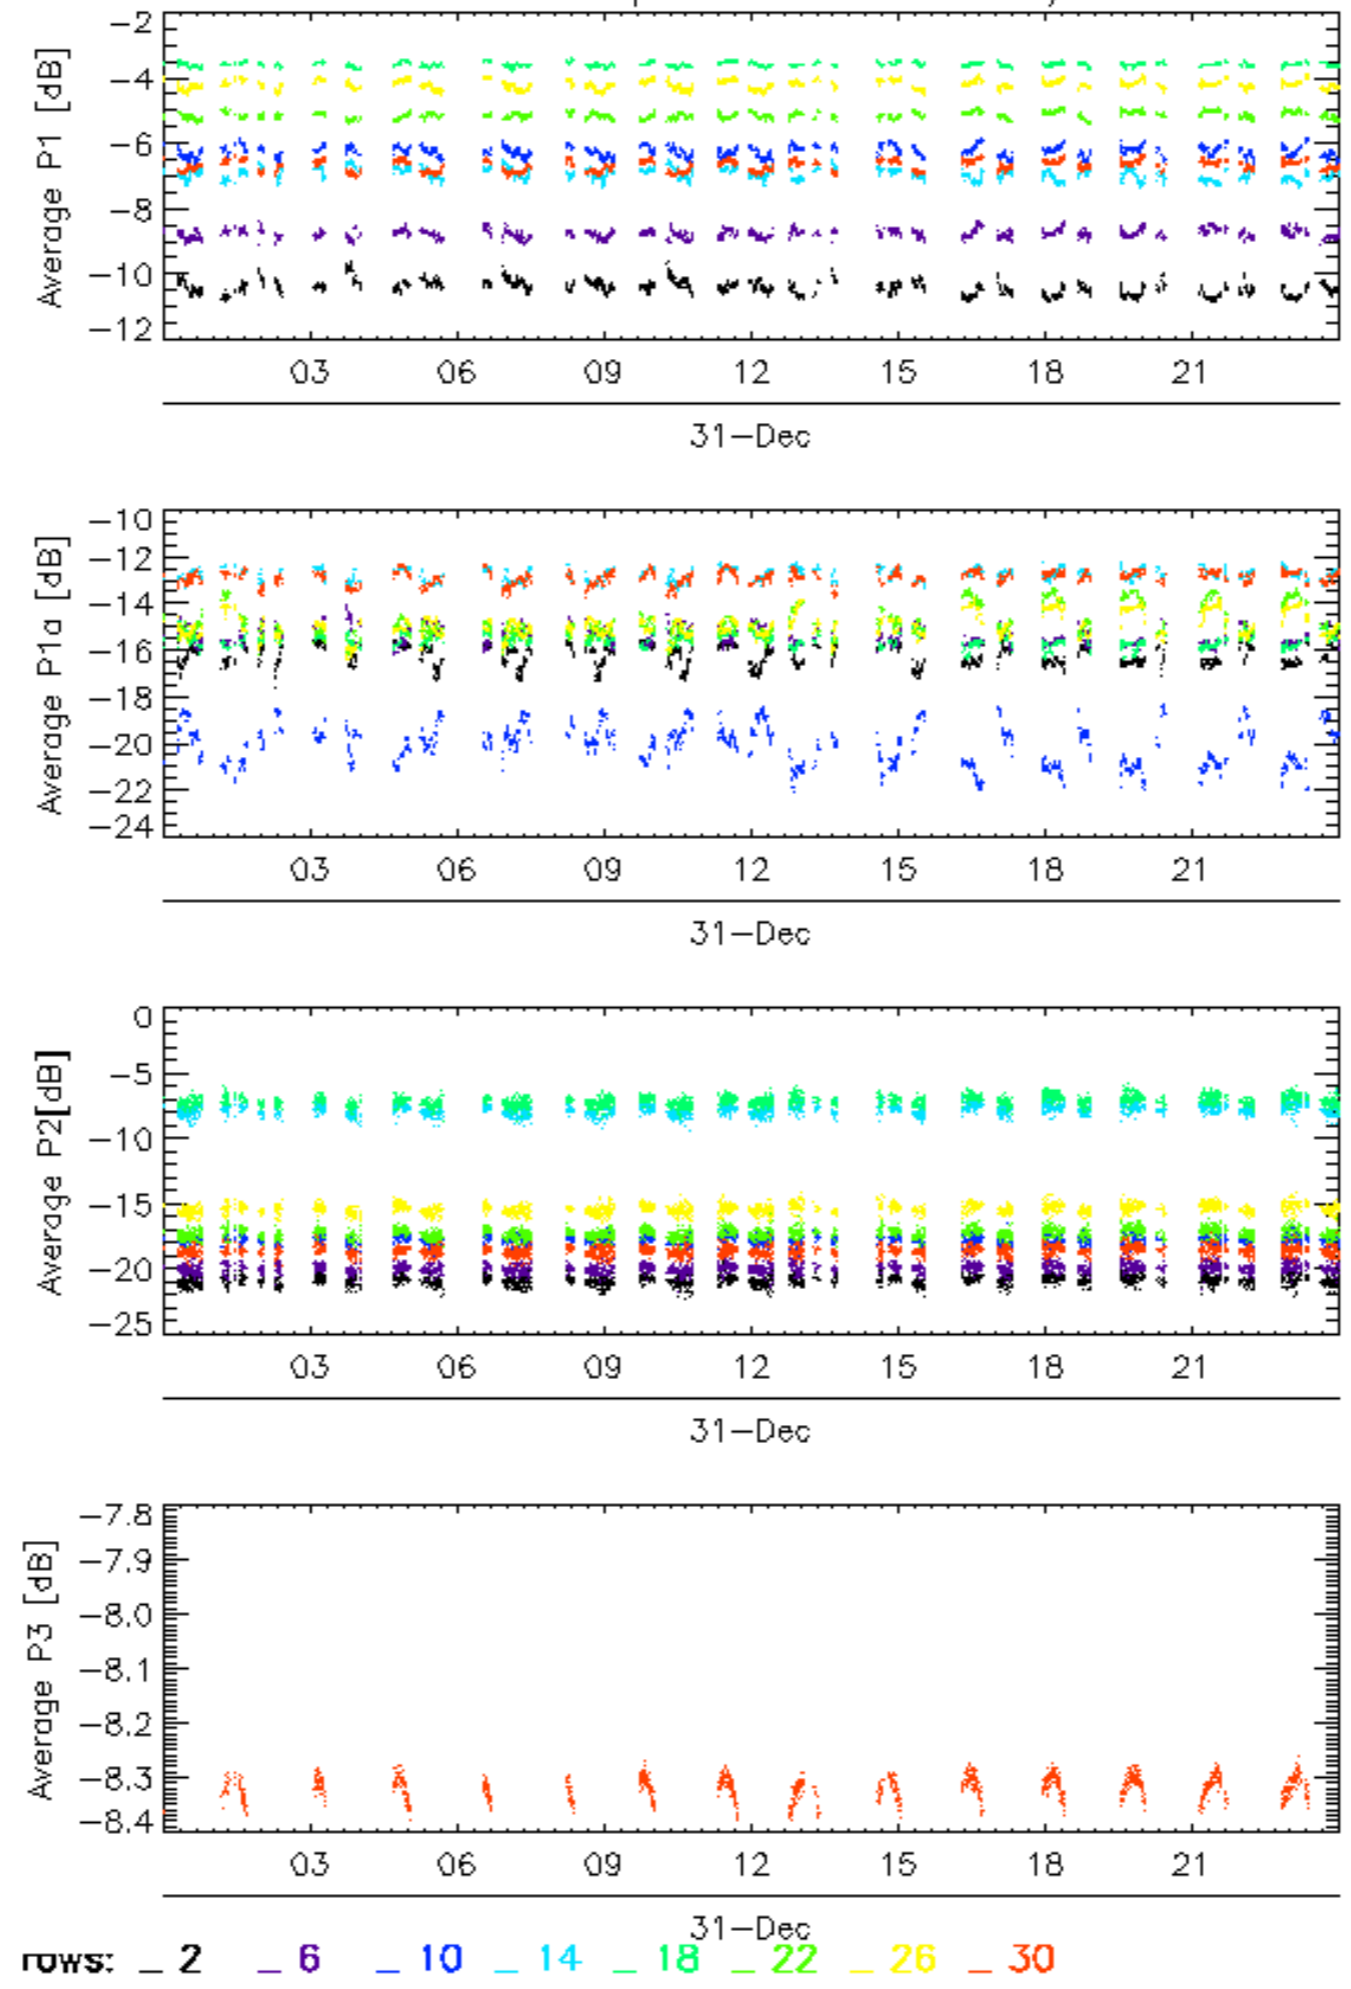 Average P1 [dB]
−2
−4
−6
−8
−10
−12
03 06 09 12 15 18 21
31−Dec
Average P1a [dB]
−10
−12
−14
−16
−18
−20
−22
−24
03 06 09 12 15 18 21
31−Dec
Average P2[dB]
0
−5
−10
−15
−20
−25
03 06 09 12 15 18 21
31−Dec
Average P3 [dB]
−7.8
−7.9
−8.0
−8.1
−8.2
−8.3
−8.4
03 06 09 12 15 18 21
31−Dec
rows: _ 2 _ 6 _ 10 _ 14 _ 18 _ 22 _ 26 _ 30